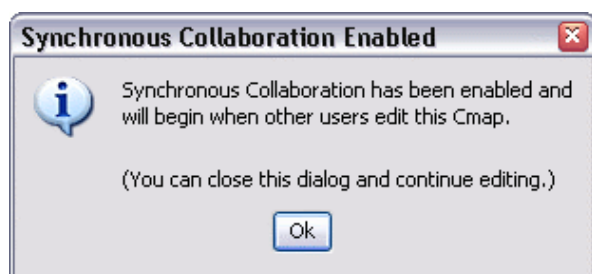 Synchronous Collaboration Enabled
Synchronous Collaboration has been enabled and
will begin when other users edit this Cmap.
(You can close this dialog and continue editing.)
Ok